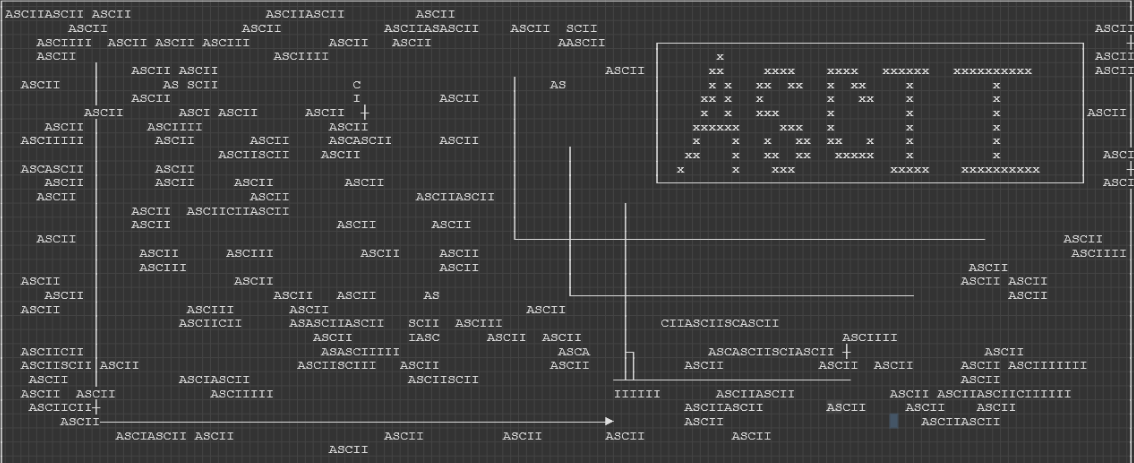 ASCIIASCII ASCII ASCIIASCII ASCII
ASCII ASCII ASCIIASASCII ASCII SCII ASCII
ASCIIII ASCII ASCII ASCIII ASCII ASCII AASCII
ASCII ASCIIII x ASCII
ASCII ASCII ASCII xx xxxx xxxx xxxxxx xxxxxxxxxx ASCII
ASCII AS SCII C AS x x xx xx x xx x x
ASCII I ASCII xx x x x xx x x
ASCII ASCI ASCII ASCII x x xxx x x x ASCII
ASCII ASCIIII ASCII xxxxxx xxx x x x x
ASCIIIII ASCII ASCII ASCASCII ASCII x x x xx xx x x x
ASCIISCII ASCII xx x xx xx xxxxx x x ASCI
ASCASCII ASCII x x xxx xxxxx xxxxxxxxxx
ASCII ASCII ASCII ASCII ASCI
ASCII ASCII ASCIIASCII
ASCII ASCIICIIASCII
ASCII ASCII ASCII
ASCII ASCII
ASCII ASCIII ASCII ASCII ASCIIII
ASCIII ASCII ASCII
ASCII ASCII ASCII ASCII
ASCII ASCII ASCII AS ASCII
ASCII ASCIII ASCII ASCII
ASCIICII ASASCIIASCII SCII ASCIII CIIASCIISCASCII
ASCII IASC ASCII ASCII ASCIIII
ASCIICII ASASCIIIII ASCA ASCASCIISCIASCII ASCII
ASCIISCII ASCII ASCIISCII ASCII ASCII ASCII ASCII ASCII ASCII ASCIIIIII
ASCII ASCIASCII ASCIISCII ASCII
ASCII ASCII ASCIIIII IIIIII ASCIIASCII ASCII ASCIIASCIICIIIIII
ASCIICII ASCIIASCII ASCII ASCII ASCII
ASCII ASCII ASCIIASCII
ASCIASCII ASCII ASCII ASCII ASCII ASCII
ASCII